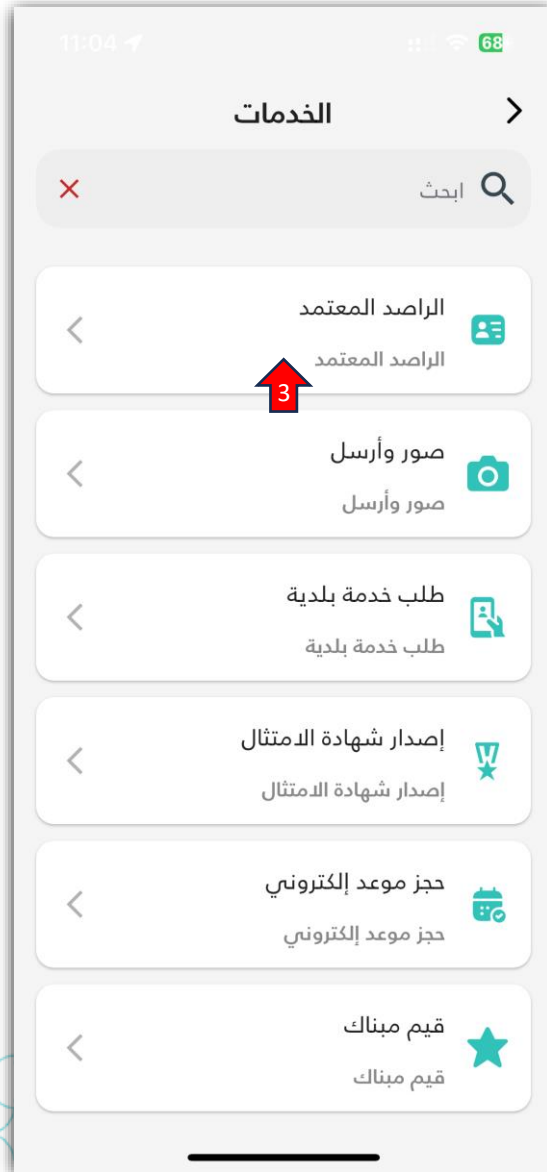 11:04
68
الخدمات
ابحث
الراصد المعتمد
الراصد المعتمد
3
صور وأرسل
صور وأرسل
طلب خدمة بلدية
طلب خدمة بلدية
إصدار شهادة الامتثال
إصدار شهادة الامتثال
حجز موعد إلكتروني
حجز موعد إلكتروني
قيم مبناك
قيم مبناك